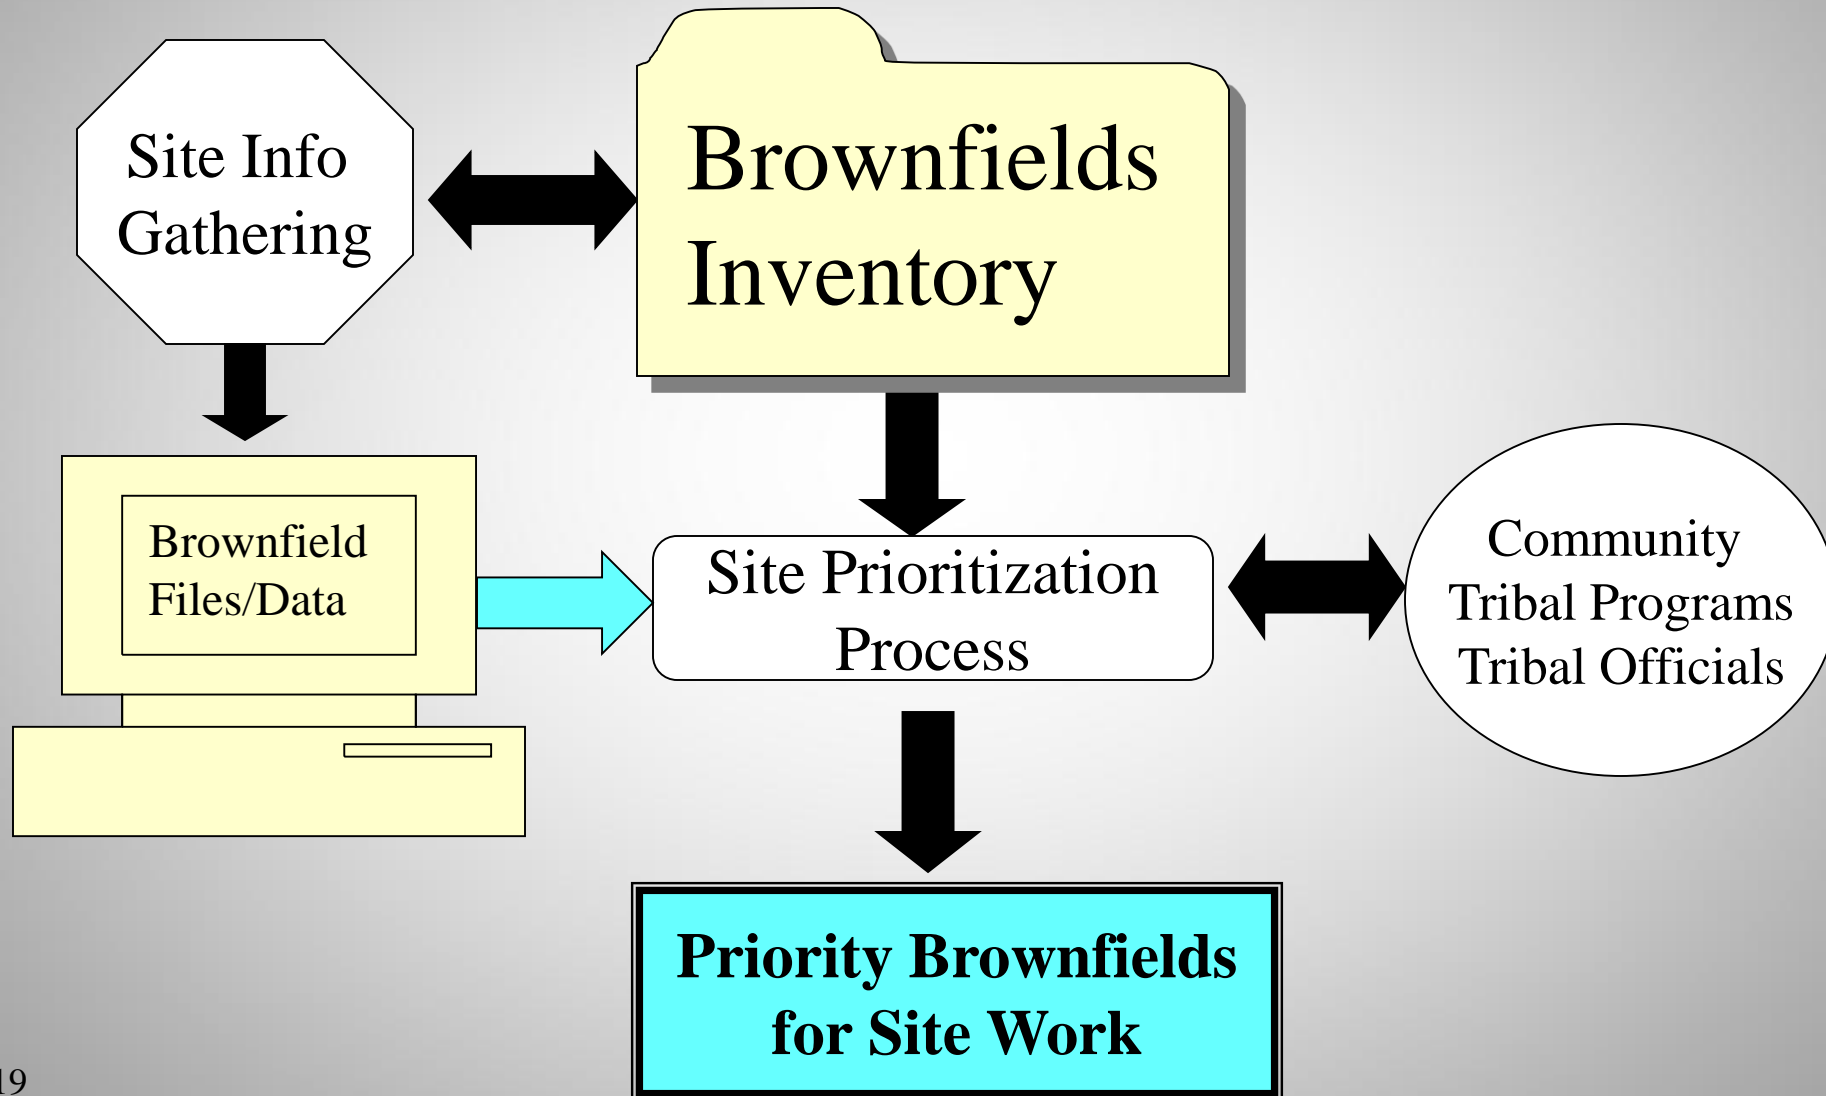 Site Info
Gathering
Brownfields
Inventory
Brownfield
Files/Data
Site Prioritization
Process
Community
Tribal Programs
Tribal Officials
Priority Brownfields
for Site Work
19